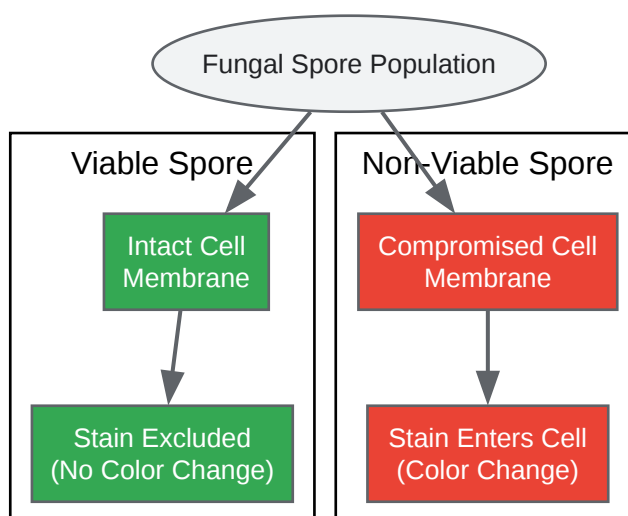 Fungal Spore Population
Viable Spore
Non-Viable Spore
Intact Cell
Membrane
Compromised Cell
Membrane
Stain Excluded
(No Color Change)
Stain Enters Cell
(Color Change)